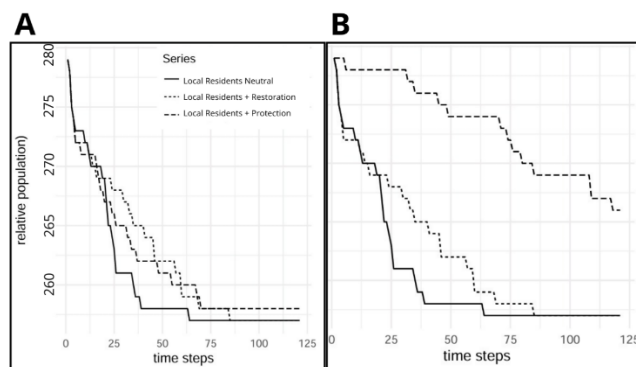 A
B
280
275
270
265
260
relative population)
Series
Local Residents Neutral
Local Residents + Restoration
Local Residents + Protection
0 25 50 75 100 125
time steps
0 25 50 75 100 125
time steps